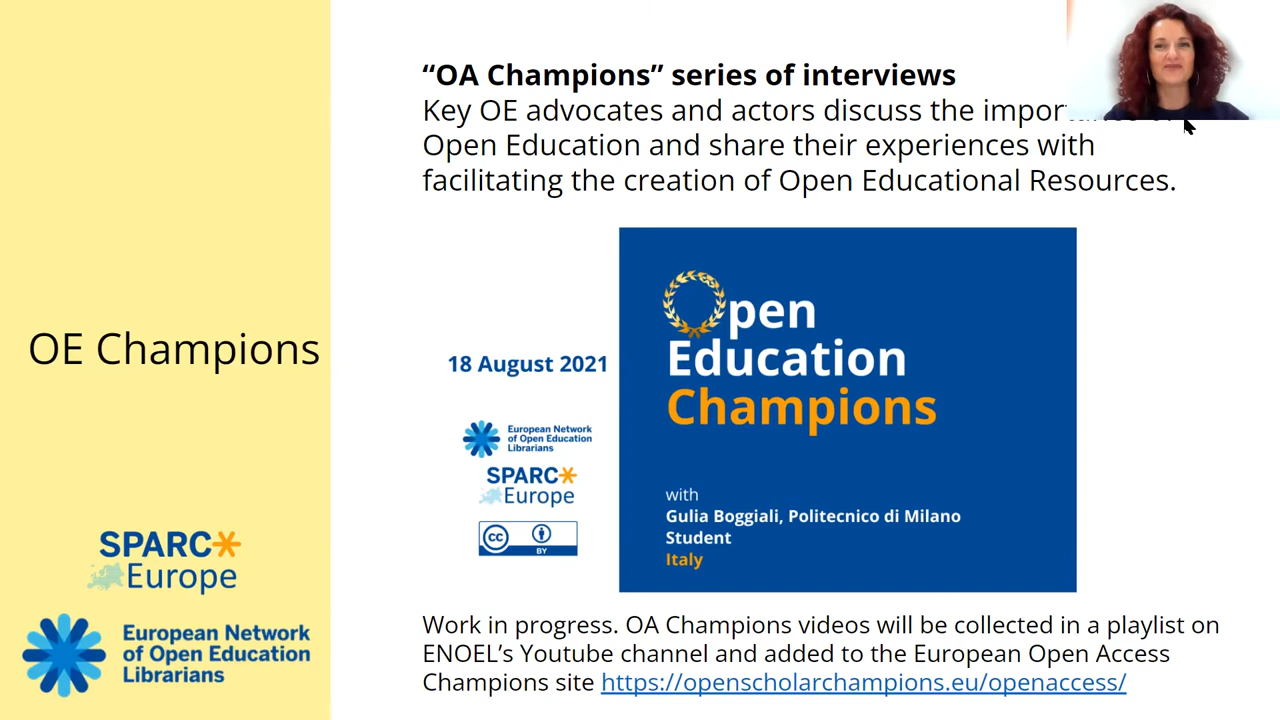 “OA Champions” series of interviews
Key OE advocates and actors discuss the
Open Education and share their experiences with
facilitating the creation of Open Educational Resources.
OE Champions
18 August 2021
European Network
of Open Education
Librarians
SPARC
Europe
CC
BY
Open
Education
Champions
with
Gulia Boggiali, Politecnico di Milano
Student
Italy
SPARC
Europe
European Network
of Open Education
Librarians
Work in progress. OA Champions videos will be collected in a playlist on
ENOEL’s Youtube channel and added to the European Open Access
Champions site https://openscholarchampions.eu/openaccess/